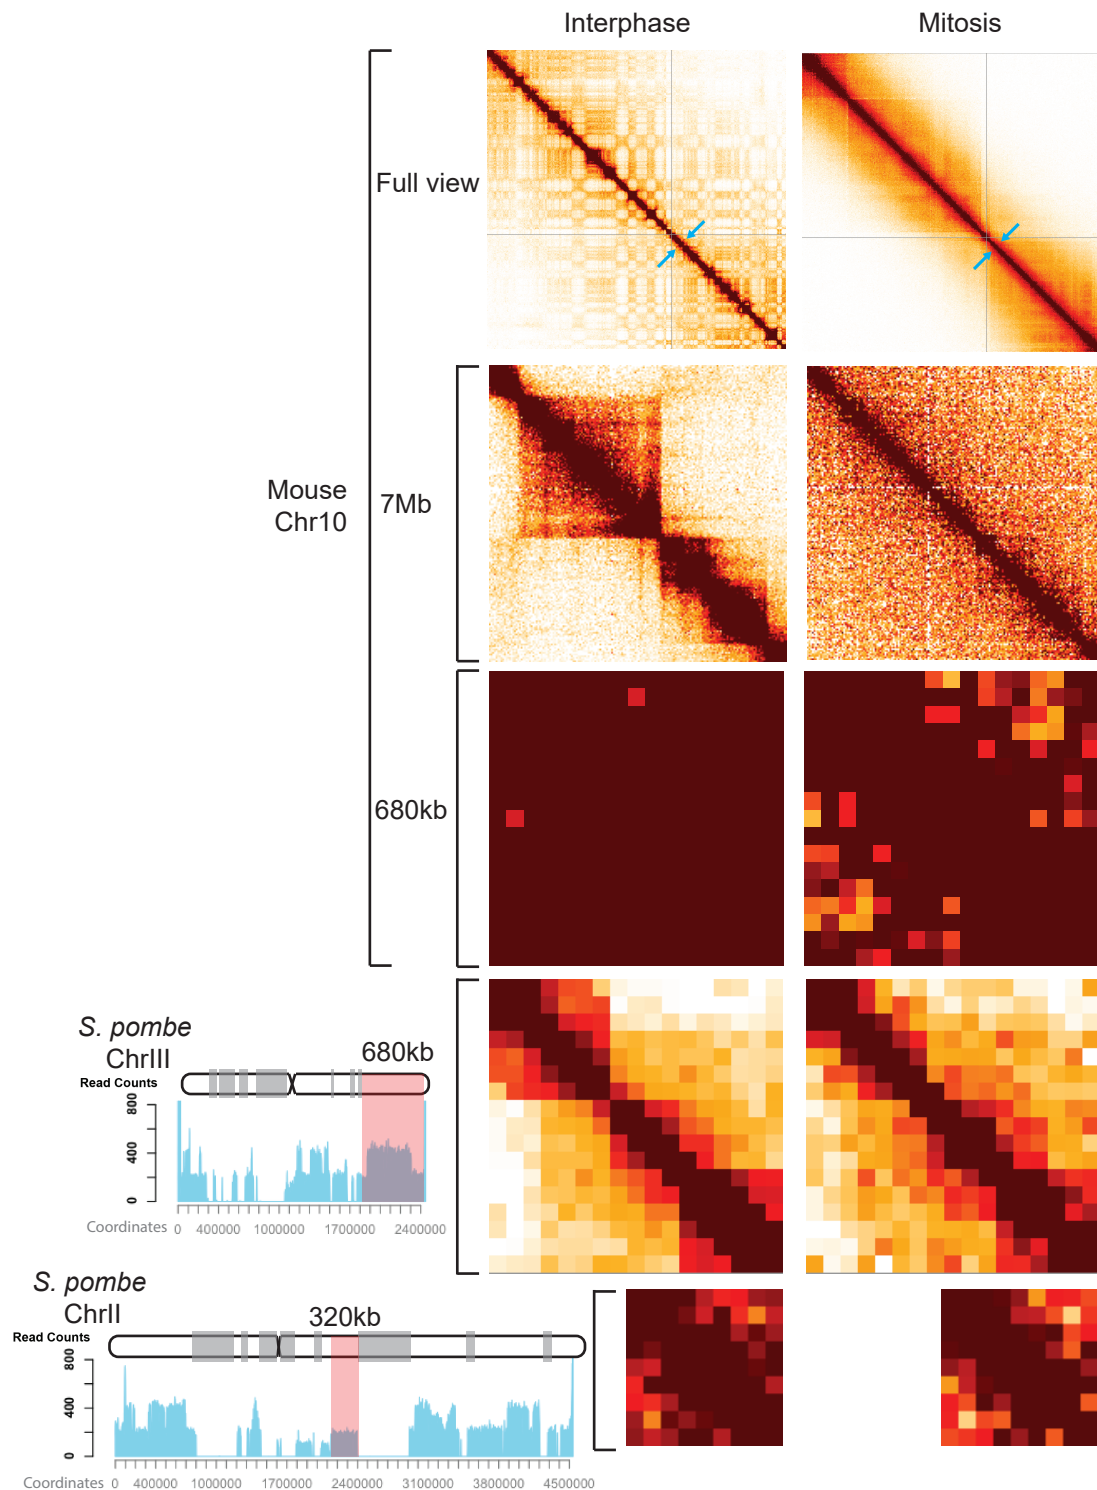 Interphase
Mitosis
Full view
Mouse
Chr10
7Mb
680kb
S. pombe
ChrIII
680kb
Read Counts
800
400
0
Coordinates
0 400000 1000000 1700000 2400000
S. pombe
ChrII
320kb
Read Counts
800
400
0
Coordinates
0 400000 1000000 1700000 2400000 3100000 3800000 4500000